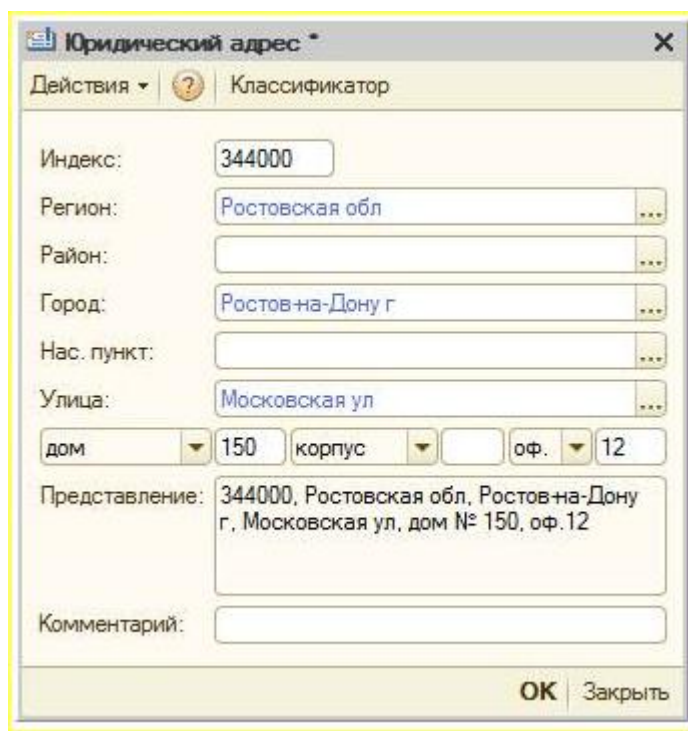 Юридический адрес *
Действия ? Классификатор
Индекс: 344000
Регион: Ростовская обл ...
Район: ...
Город: Ростов-на-Дону г ...
Нас. пункт: ...
Улица: Московская ул ...
дом 150 корпус оф. 12
Представление: 344000, Ростовская обл, Ростов-на-Дону
г, Московская ул, дом № 150, оф.12
Комментарий:
OK Закрыть